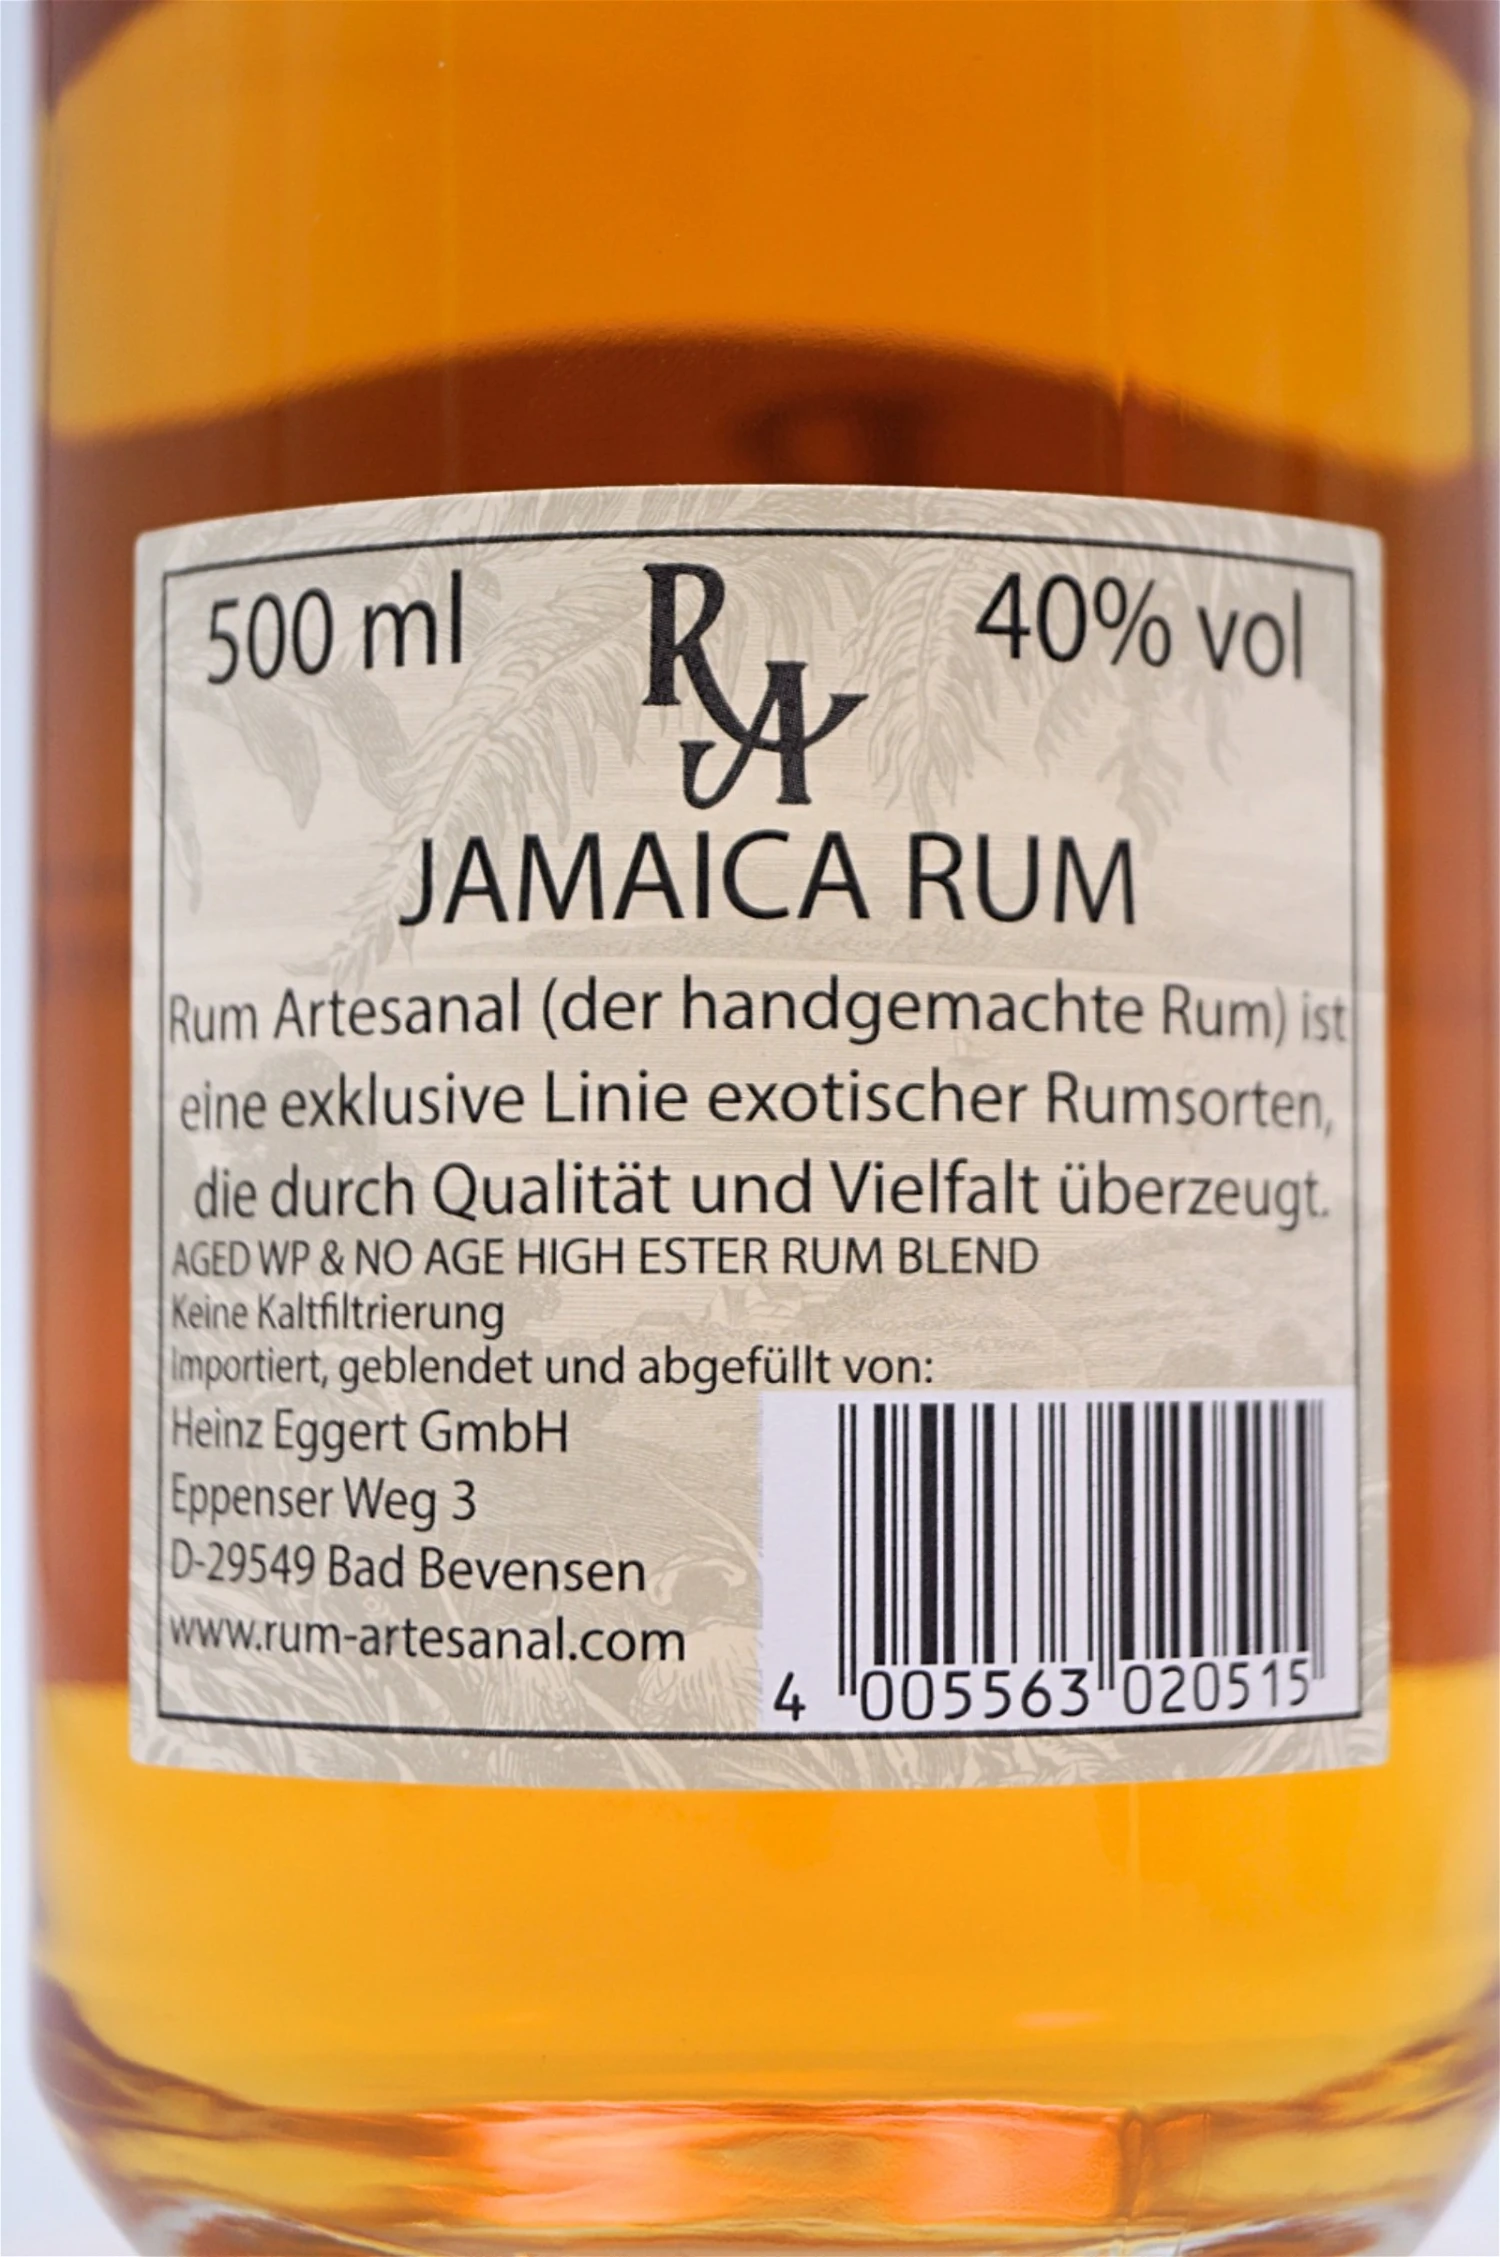 500 ml
RA
40% vol
JAMAICA RUM
Rum Artesanal (der handgemachte Rum) ist
eine exklusive Linie exotischer Rumsorten,
die durch Qualität und Vielfalt überzeugt.
AGED WP & NO AGE HIGH ESTER RUM BLEND
Keine Kaltfiltrierung
Importiert, geblendet und abgefüllt von:
Heinz Eggert GmbH
Eppenser Weg 3
D-29549 Bad Bevensen
www.rum-artesanal.com
4 005563 020515